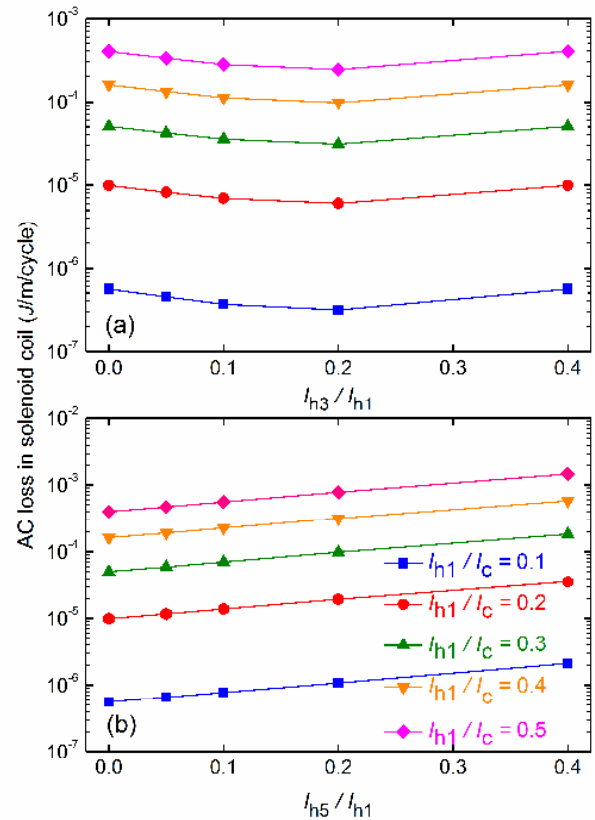 10⁻³
10⁻⁴
10⁻⁵
10⁻⁶
10⁻⁷
(a)
0.0 0.1 0.2 0.3 0.4
I_h3 / I_h1
AC loss in solenoid coil (J/m/cycle)
10⁻²
10⁻³
10⁻⁴
10⁻⁵
10⁻⁶
10⁻⁷
I_h1 / I_c = 0.1
I_h1 / I_c = 0.2
I_h1 / I_c = 0.3
I_h1 / I_c = 0.4
I_h1 / I_c = 0.5
(b)
0.0 0.1 0.2 0.3 0.4
I_h5 / I_h1